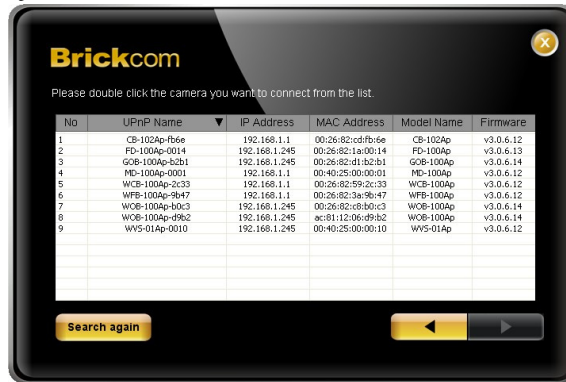 Brickcom
Please double click the camera you want to connect from the list.
No UPnP Name ▼ IP Address MAC Address Model Name Firmware
1 CB-102Ap-fb6e 192.168.1.1 00:26:82:cd:fb:6e CB-102Ap v3.0.6.12
2 FD-100Ap-0014 192.168.1.245 00:26:82:1a:00:14 FD-100Ap v3.0.6.13
3 GOB-100Ap-b2b1 192.168.1.245 00:26:82:d1:b2:b1 GOB-100Ap v3.0.6.14
4 MD-100Ap-0001 192.168.1.1 00:40:25:00:00:01 MD-100Ap v3.0.6.12
5 WCB-100Ap-2c33 192.168.1.1 00:26:82:59:2c:33 WCB-100Ap v3.0.6.12
6 WFB-100Ap-9b47 192.168.1.1 00:26:82:3a:9b:47 WFB-100Ap v3.0.6.12
7 WOB-100Ap-b0c3 192.168.1.245 00:26:82:c8:b0:c3 WOB-100Ap v3.0.6.14
8 WOB-100Ap-d9b2 192.168.1.245 ac:81:12:06:d9:b2 WOB-100Ap v3.0.6.14
9 WVS-01Ap-0010 192.168.1.245 00:40:25:00:00:10 WVS-01Ap v3.0.6.12
Search again